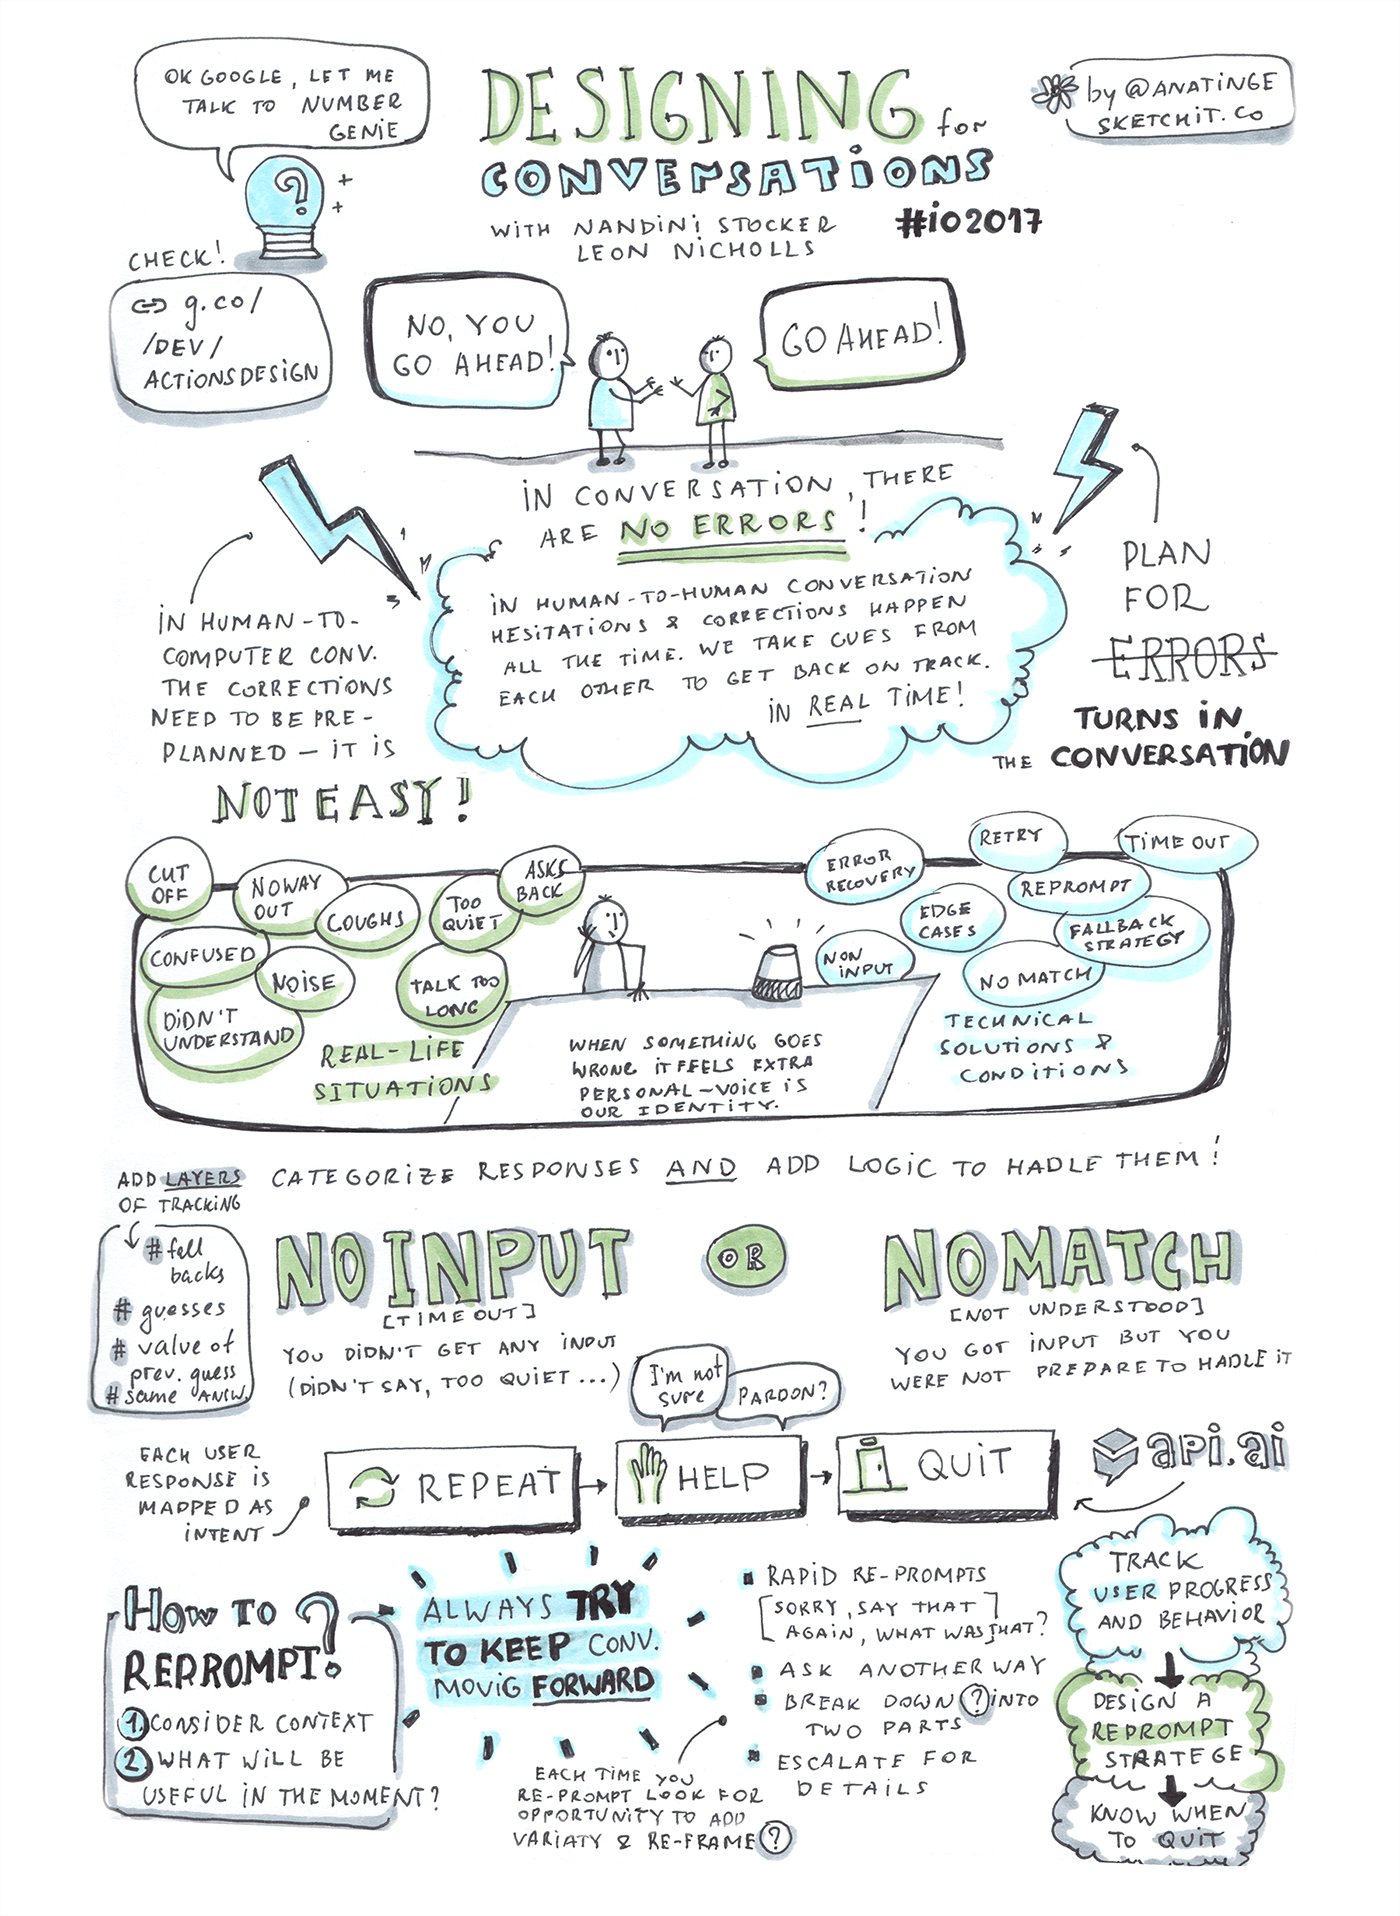 OK GOOGLE, LET ME
TALK TO NUMBER
GENIE
DESIGNING for
CONVERSATIONS
WITH NANDINI STOCKER
LEON NICHOLLS
#io2017
by @ANATINGE
SKETCHIT.CO
CHECK!
g.co/
/DEV/
ACTIONSDESIGN
NO, YOU
GO AHEAD!
GO AHEAD!
IN CONVERSATION, THERE
ARE NO ERRORS!
IN HUMAN-TO-HUMAN CONVERSATION
HESITATIONS & CORRECTIONS HAPPEN
ALL THE TIME. WE TAKE CUES FROM
EACH OTHER TO GET BACK ON TRACK.
IN REAL TIME!
IN HUMAN-TO-
COMPUTER CONV.
THE CORRECTIONS
NEED TO BE PRE-
PLANNED — IT IS
NOT EASY!
PLAN
FOR
ERRORS
TURNS IN
THE CONVERSATION
CUT
OFF
NOWAY
OUT
COUGHS
TOO
QUIET
ASKS
BACK
CONFUSED
NOISE
TALK TOO
LONG
DIDN'T
UNDERSTAND
REAL-LIFE
SITUATIONS
WHEN SOMETHING GOES
WRONG IT FEELS EXTRA
PERSONAL-VOICE IS
OUR IDENTITY.
ERROR
RECOVERY
RETRY
TIME OUT
REPROMPT
EDGE
CASES
FALLBACK
STRATEGY
NON
INPUT
NO MATCH
TECHNICAL
SOLUTIONS &
CONDITIONS
CATEGORIZE RESPONSES AND ADD LOGIC TO HADLE THEM!
ADD LAYERS
OF TRACKING
# fall
backs
# guesses
# value of
prev. guess
# same ANSW.
NO INPUT
[TIME OUT]
YOU DIDN'T GET ANY INPUT
(DIDN'T SAY, TOO QUIET...)
OR
NO MATCH
[NOT UNDERSTOOD]
YOU GOT INPUT BUT YOU
WERE NOT PREPARE TO HADLE IT
I'm not
sure
PARDON?
EACH USER
RESPONSE IS
MAPPED AS
INTENT
REPEAT
HELP
QUIT
api.ai
HOW TO
REPROMPT?
1. CONSIDER CONTEXT
2. WHAT WILL BE
USEFUL IN THE MOMENT?
ALWAYS TRY
TO KEEP CONV.
MOVIG FORWARD
EACH TIME YOU
RE-PROMPT LOOK FOR
OPPORTUNITY TO ADD
VARIATY & RE-FRAME ?
RAPID RE-PROMPTS
[SORRY, SAY THAT
AGAIN, WHAT WAS THAT?]
ASK ANOTHER WAY
BREAK DOWN ? INTO
TWO PARTS
ESCALATE FOR
DETAILS
TRACK
USER PROGRESS
AND BEHAVIOR
DESIGN A
REPROMPT
STRATEGE
KNOW WHEN
TO QUIT